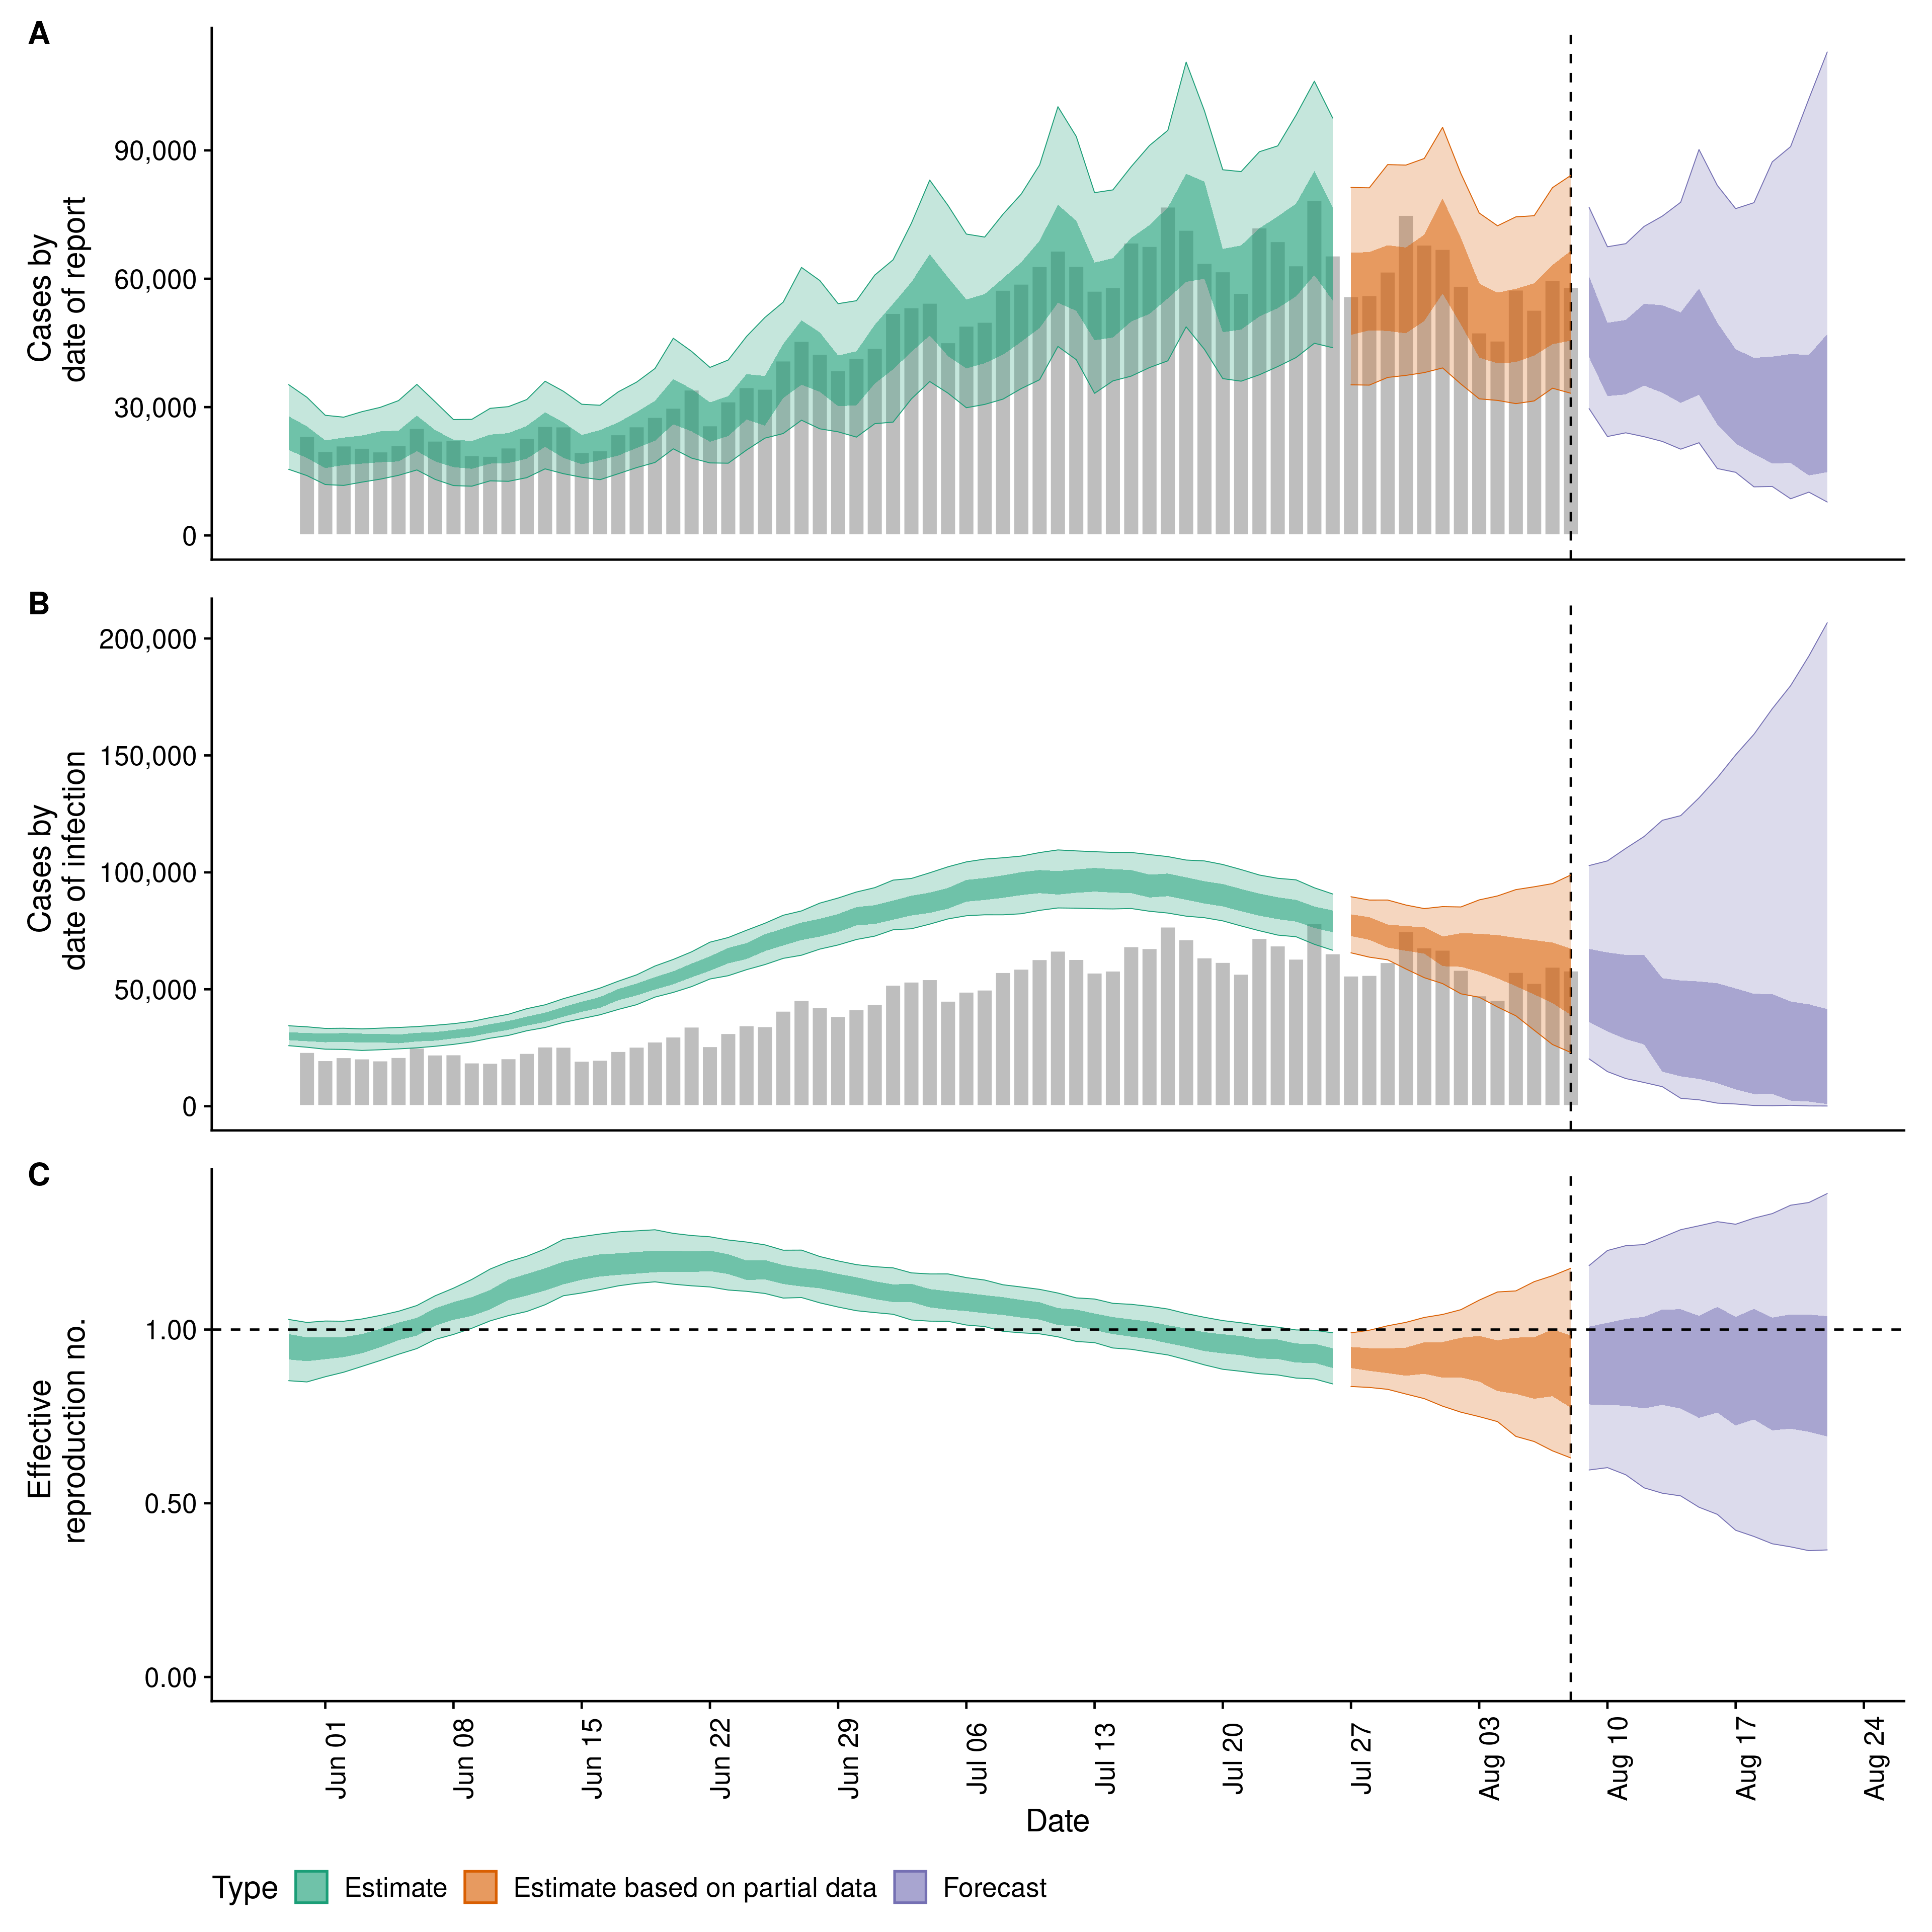 A
90,000
60,000
30,000
0
Cases by
date of report
B
200,000
150,000
100,000
50,000
0
Cases by
date of infection
C
1.00
0.50
0.00
Effective
reproduction no.
Jun 01
Jun 08
Jun 15
Jun 22
Jun 29
Jul 06
Jul 13
Jul 20
Jul 27
Aug 03
Aug 10
Aug 17
Aug 24
Date
Type Estimate Estimate based on partial data Forecast